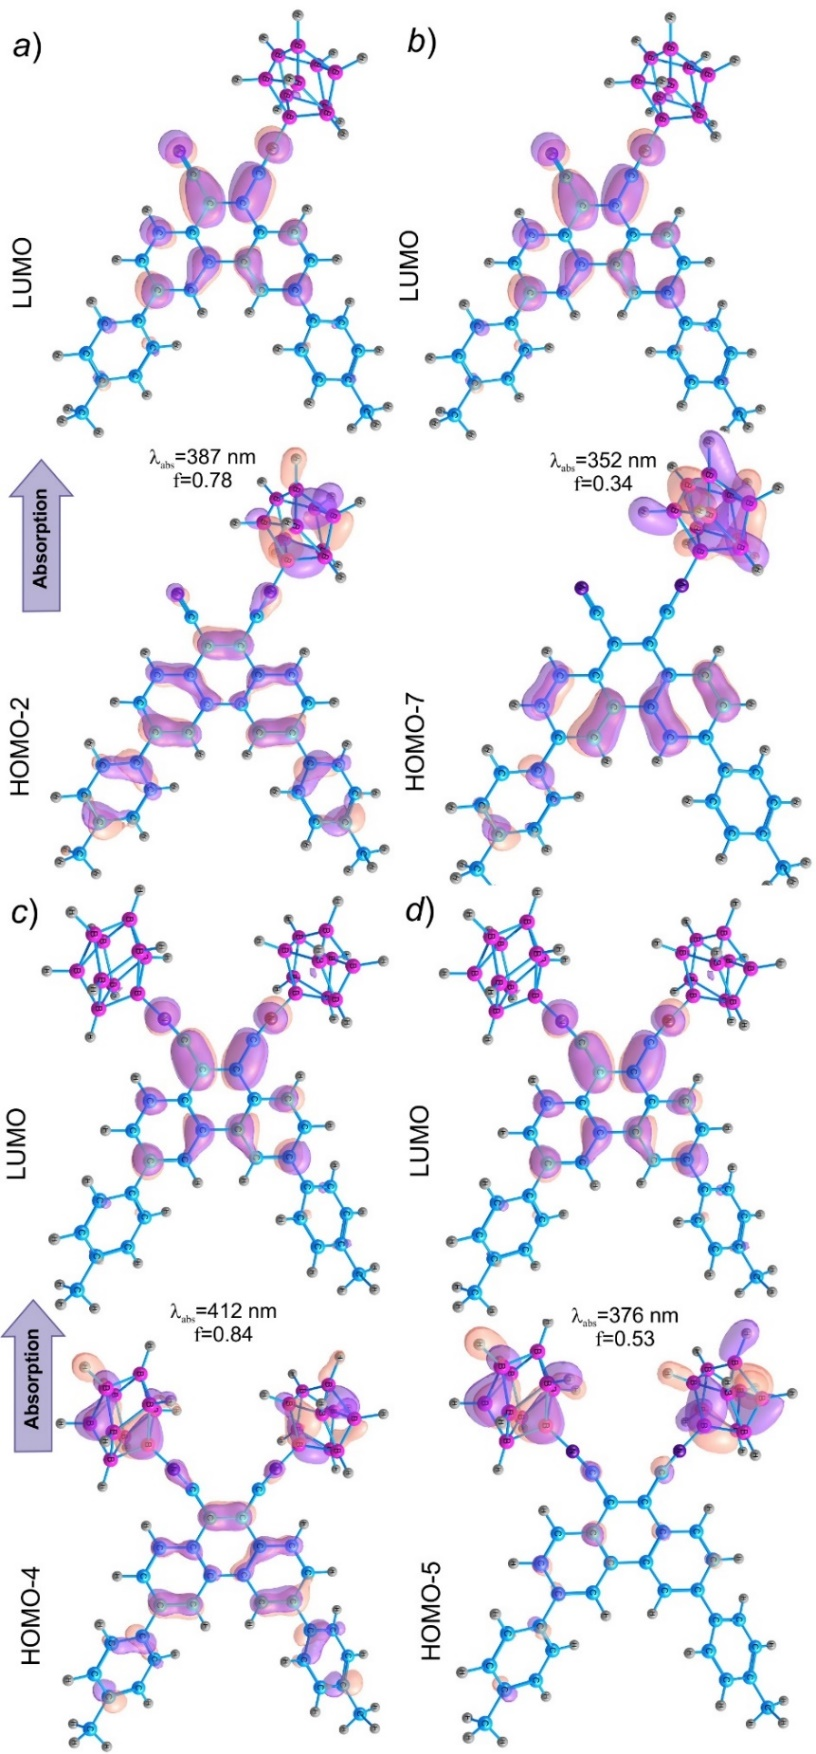 a)
b)
LUMO
LUMO
λabs=387 nm
f=0.78
λabs=352 nm
f=0.34
Absorption
HOMO-2
HOMO-7
c)
d)
LUMO
LUMO
λabs=412 nm
f=0.84
λabs=376 nm
f=0.53
Absorption
HOMO-4
HOMO-5